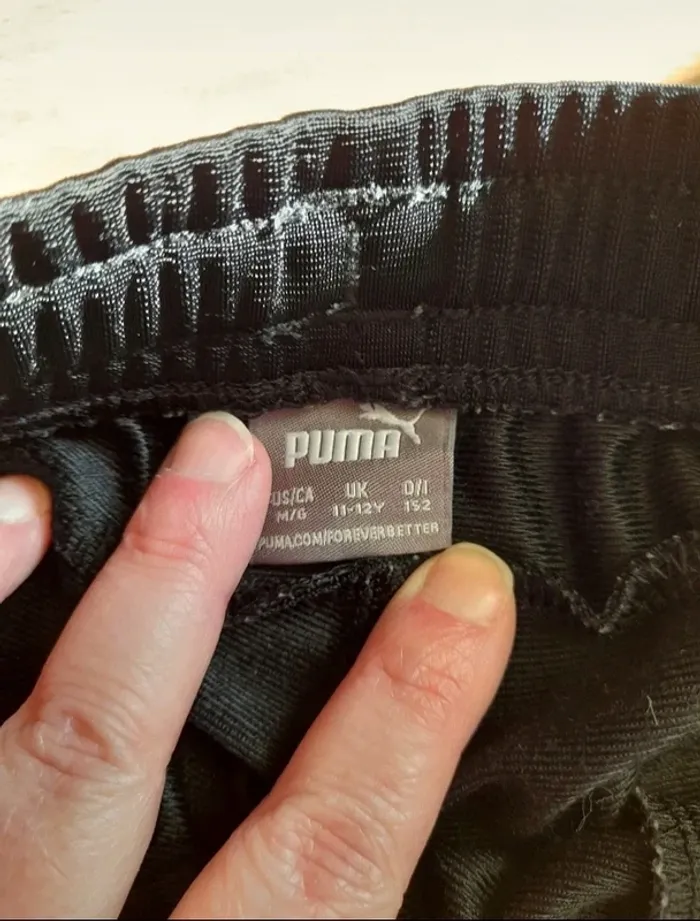 PUMA
US/CA UK D/I
M/G 11-12Y 152
PUMA.COM/FOREVERBETTER